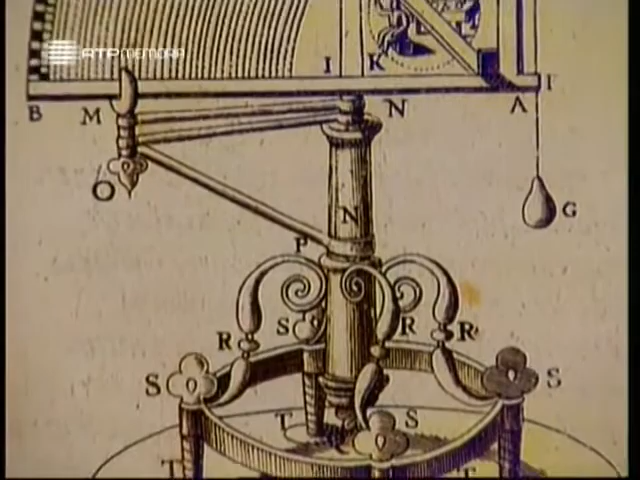 RTP MEMÓRIA
I K
B M N A I
O
G
N
P
R S R R
S S
T S
T T